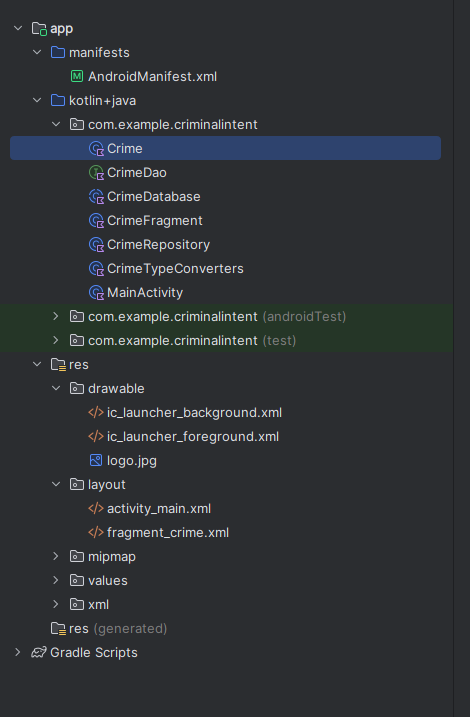 app
manifests
M AndroidManifest.xml
kotlin+java
com.example.criminalintent
Crime
CrimeDao
CrimeDatabase
CrimeFragment
CrimeRepository
CrimeTypeConverters
MainActivity
com.example.criminalintent (androidTest)
com.example.criminalintent (test)
res
drawable
ic_launcher_background.xml
ic_launcher_foreground.xml
logo.jpg
layout
activity_main.xml
fragment_crime.xml
mipmap
values
xml
res (generated)
Gradle Scripts